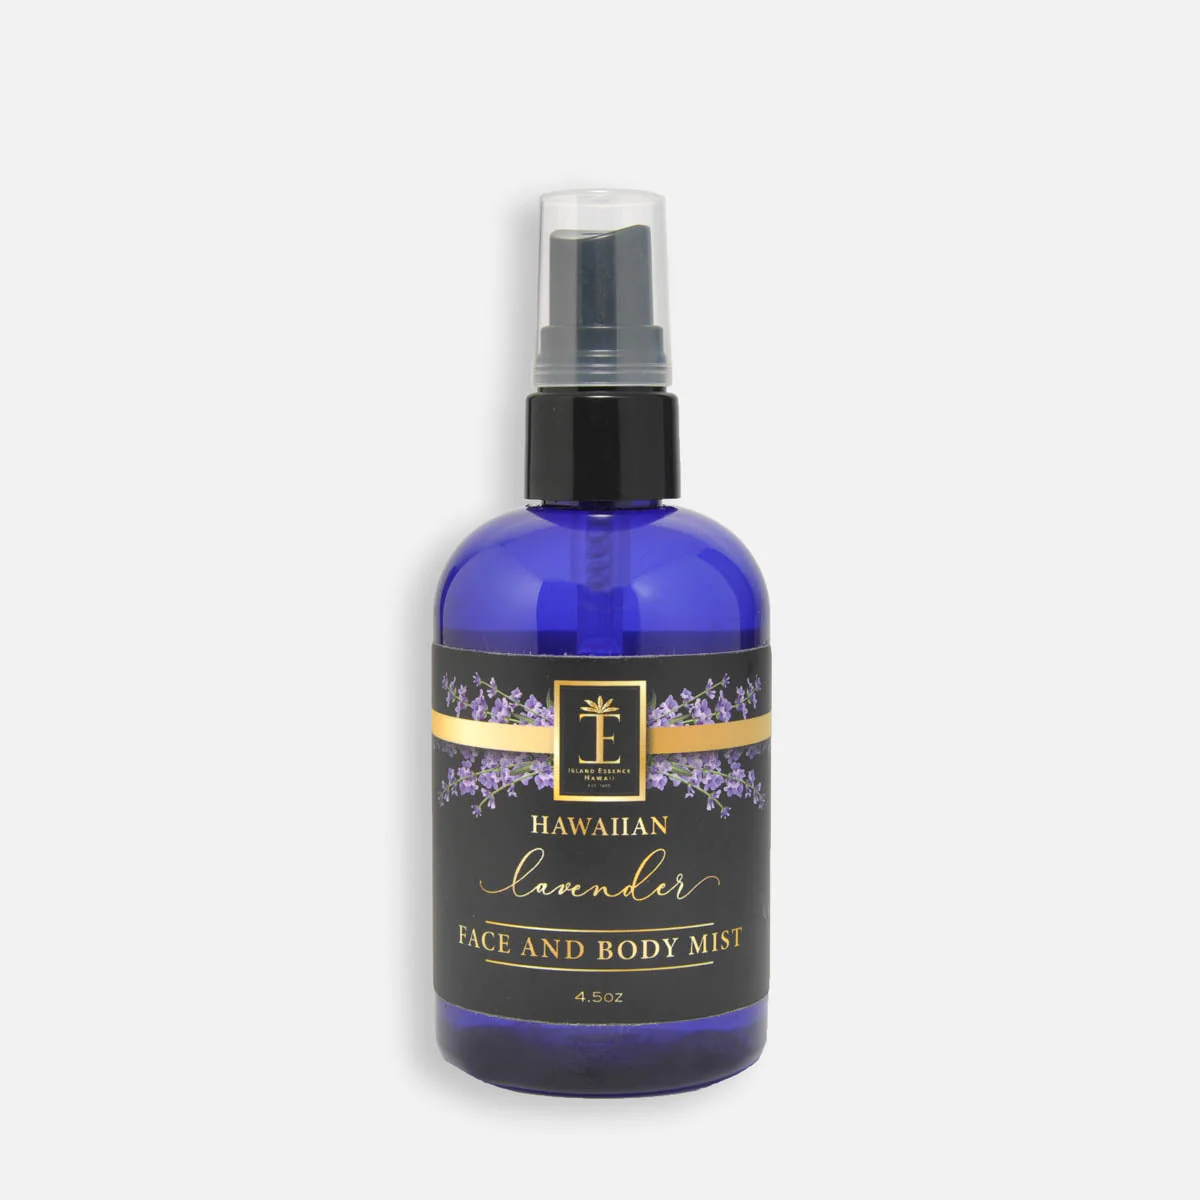 E
ISLAND ESSENCE
HAWAII
HAWAIIAN
lavender
FACE AND BODY MIST
4.5OZ